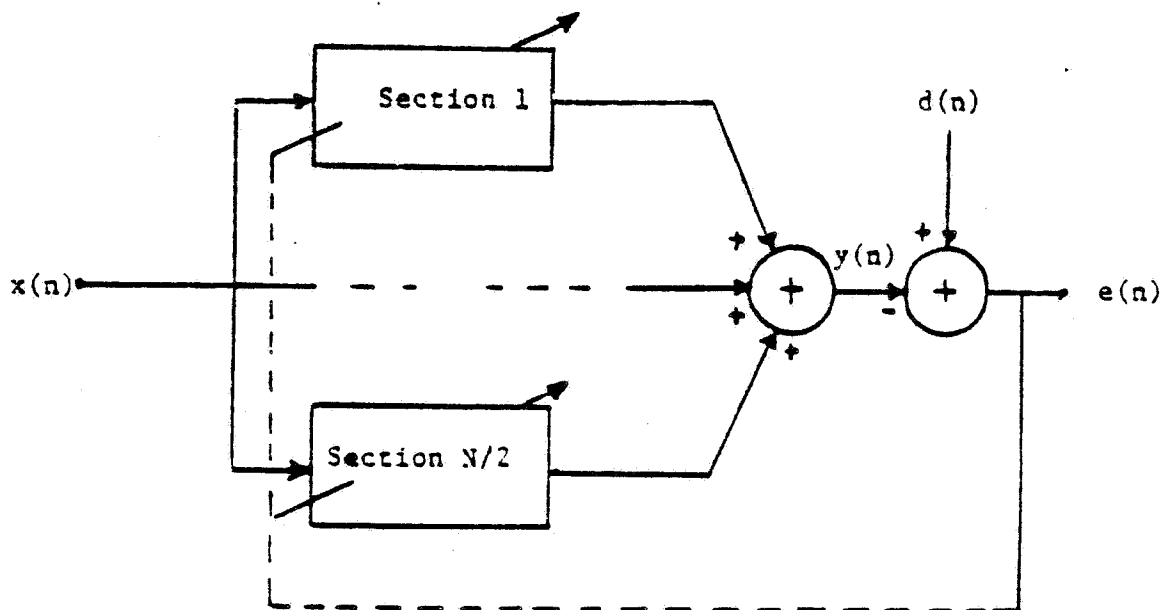 Section 1
d(n)
+
+
y(n)
x(n)
+
+
e(n)
+
-
+
Section N/2